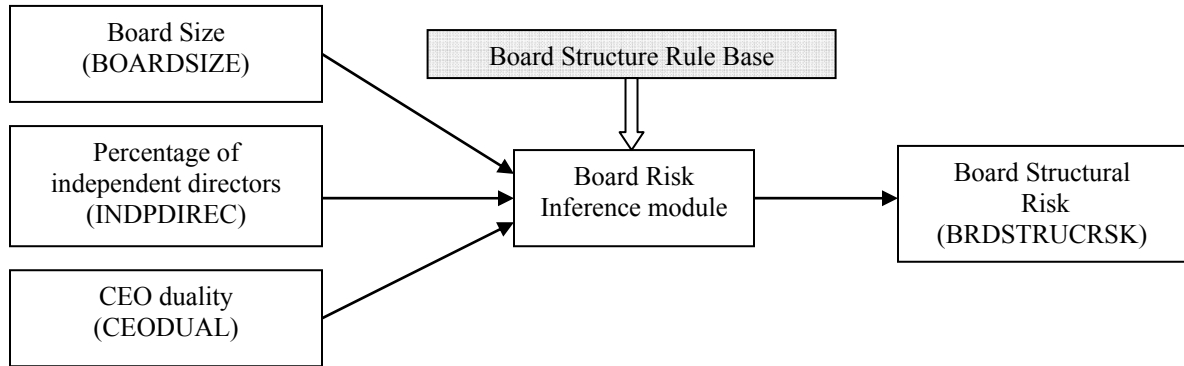 Board Size
(BOARDSIZE)
Board Structure Rule Base
Percentage of
independent directors
(INDPDIREC)
Board Risk
Inference module
Board Structural
Risk
(BRDSTRUCRSK)
CEO duality
(CEODUAL)